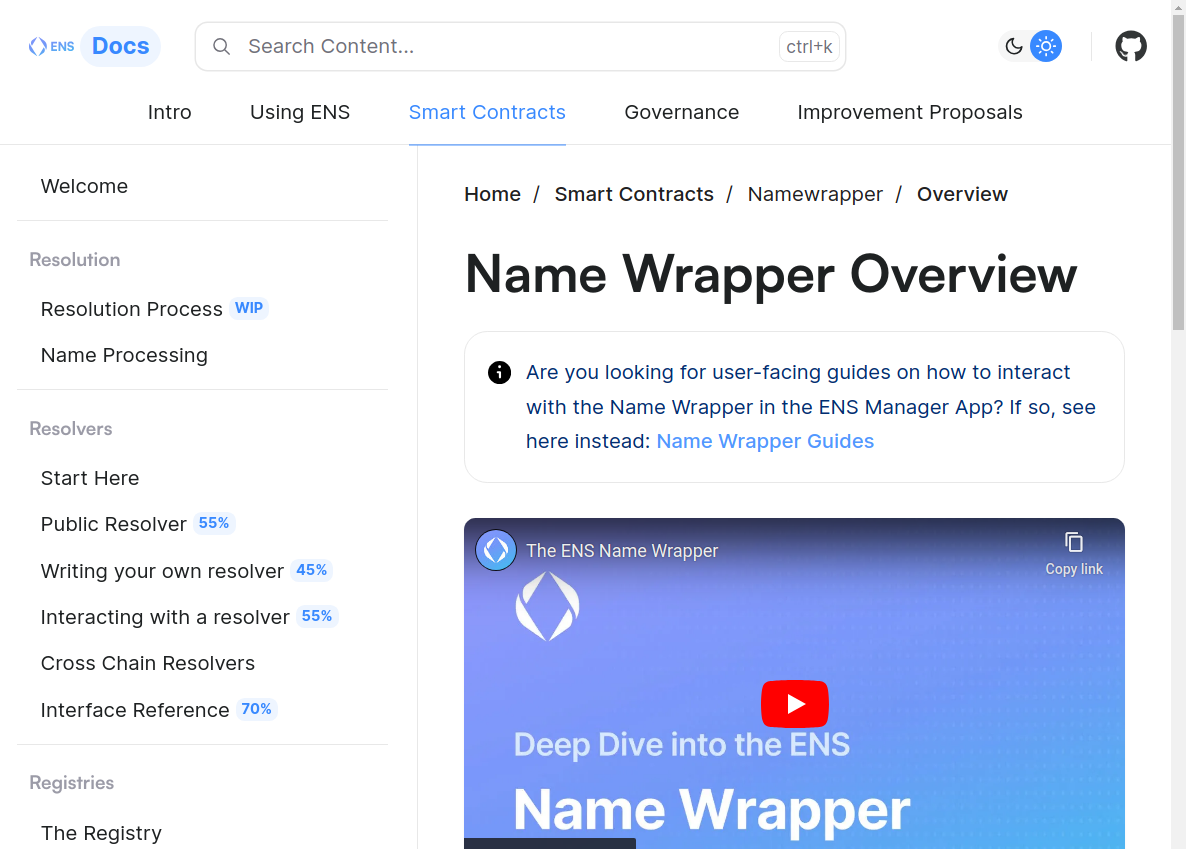 ENS Docs
Search Content...
ctrl+k
Intro
Using ENS
Smart Contracts
Governance
Improvement Proposals
Welcome
Resolution
Resolution Process WIP
Name Processing
Resolvers
Start Here
Public Resolver 55%
Writing your own resolver 45%
Interacting with a resolver 55%
Cross Chain Resolvers
Interface Reference 70%
Registries
The Registry
Home / Smart Contracts / Namewrapper / Overview
Name Wrapper Overview
Are you looking for user-facing guides on how to interact
with the Name Wrapper in the ENS Manager App? If so, see
here instead: Name Wrapper Guides
The ENS Name Wrapper
Copy link
Deep Dive into the ENS
Name Wrapper